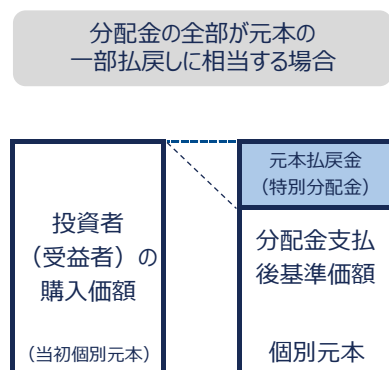 分配金の全部が元本の
一部払戻しに相当する場合
投資者
（受益者）の
購入価額
（当初個別元本）
元本払戻金
（特別分配金）
分配金支払
後基準価額
個別元本